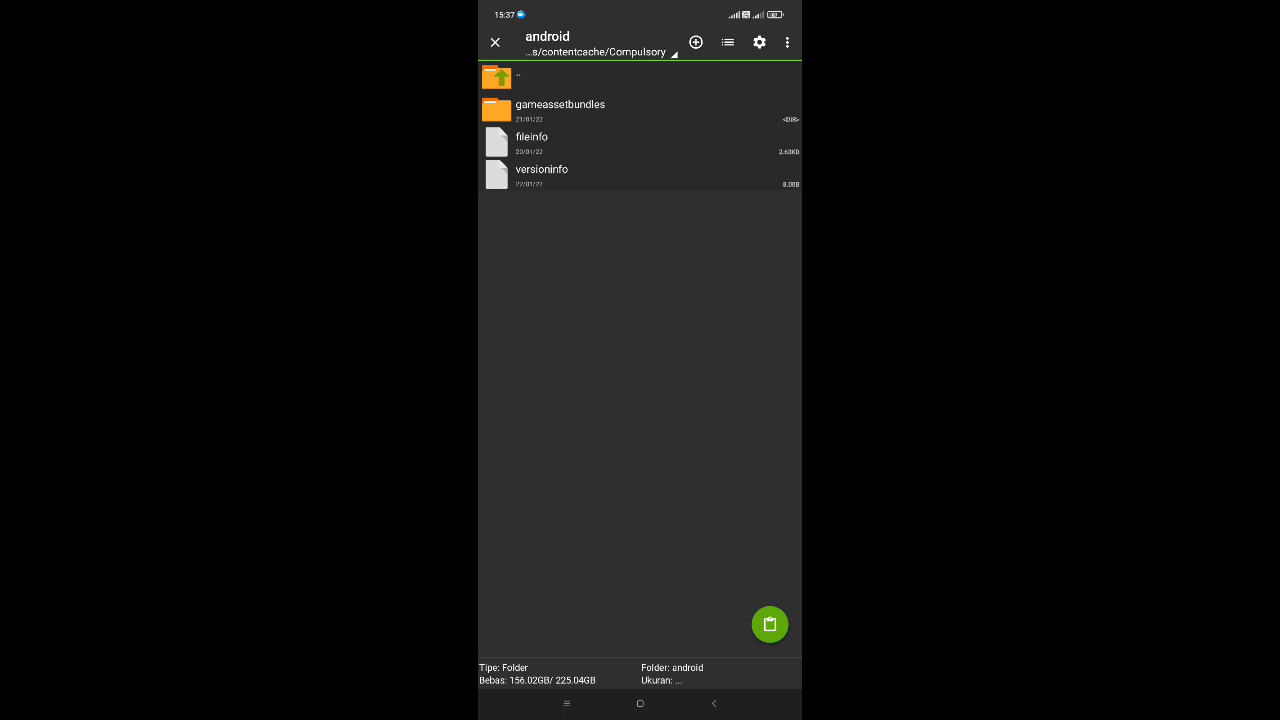 15:37
android
...s/contentcache/Compulsory
..
gameassetbundles
21/01/22 <DIR>
fileinfo
20/01/22 2.63KB
versioninfo
22/01/22 8.00B
Tipe: Folder Folder: android
Bebas: 156.02GB/ 225.04GB Ukuran: ...